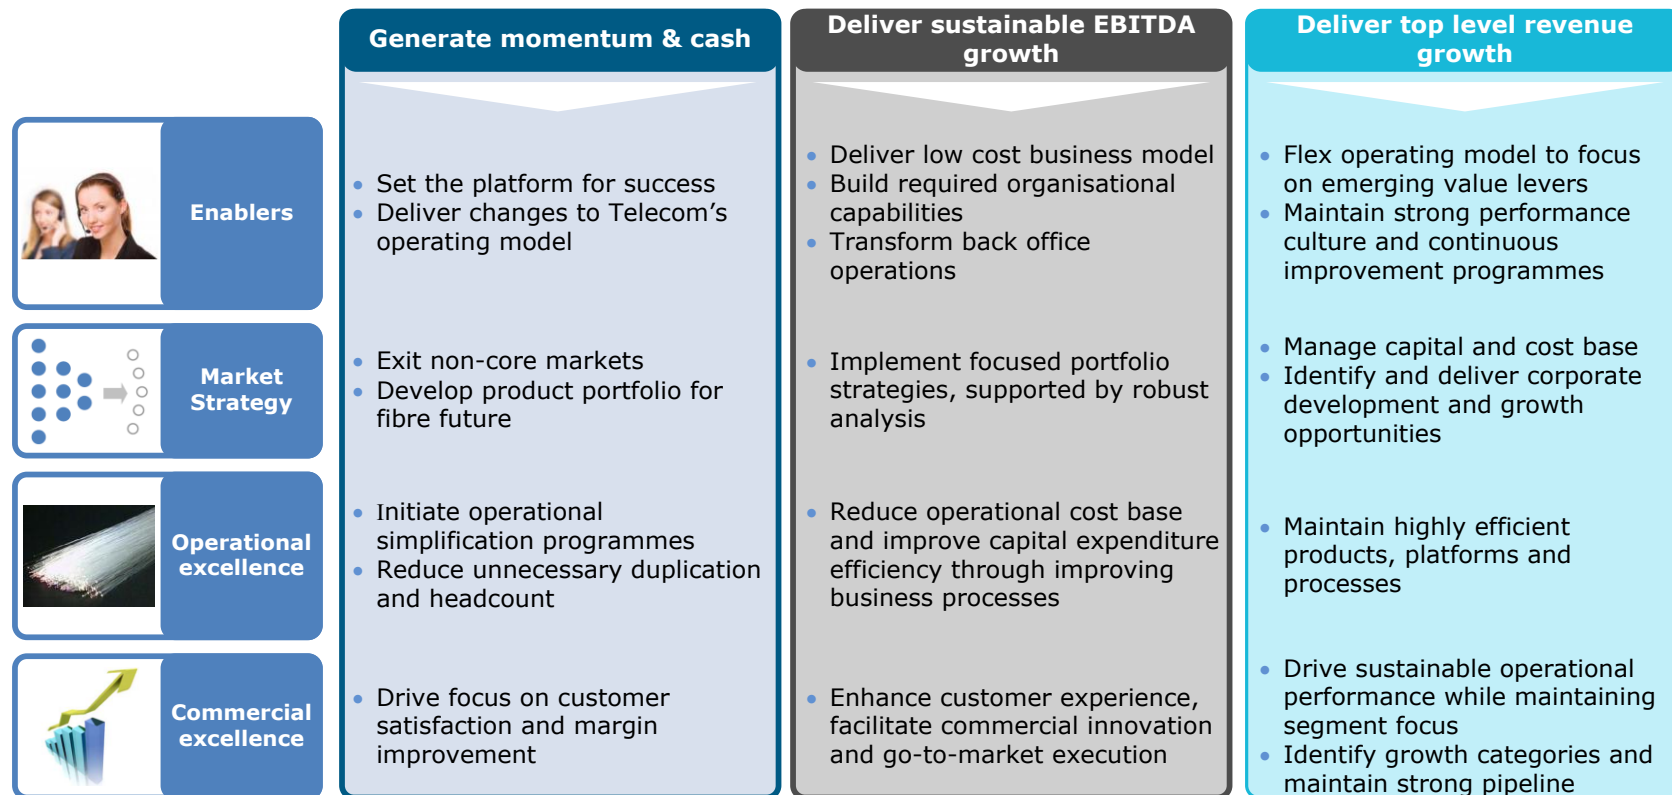 Generate momentum & cash
Deliver sustainable EBITDA
growth
Deliver top level revenue
growth
Enablers
• Set the platform for success
• Deliver changes to Telecom’s
operating model
• Deliver low cost business model
• Build required organisational
capabilities
• Transform back office
operations
• Flex operating model to focus
on emerging value levers
• Maintain strong performance
culture and continuous
improvement programmes
Market
Strategy
• Exit non-core markets
• Develop product portfolio for
fibre future
• Implement focused portfolio
strategies, supported by robust
analysis
• Manage capital and cost base
• Identify and deliver corporate
development and growth
opportunities
Operational
excellence
• Initiate operational
simplification programmes
• Reduce unnecessary duplication
and headcount
• Reduce operational cost base
and improve capital expenditure
efficiency through improving
business processes
• Maintain highly efficient
products, platforms and
processes
Commercial
excellence
• Drive focus on customer
satisfaction and margin
improvement
• Enhance customer experience,
facilitate commercial innovation
and go-to-market execution
• Drive sustainable operational
performance while maintaining
segment focus
• Identify growth categories and
maintain strong pipeline